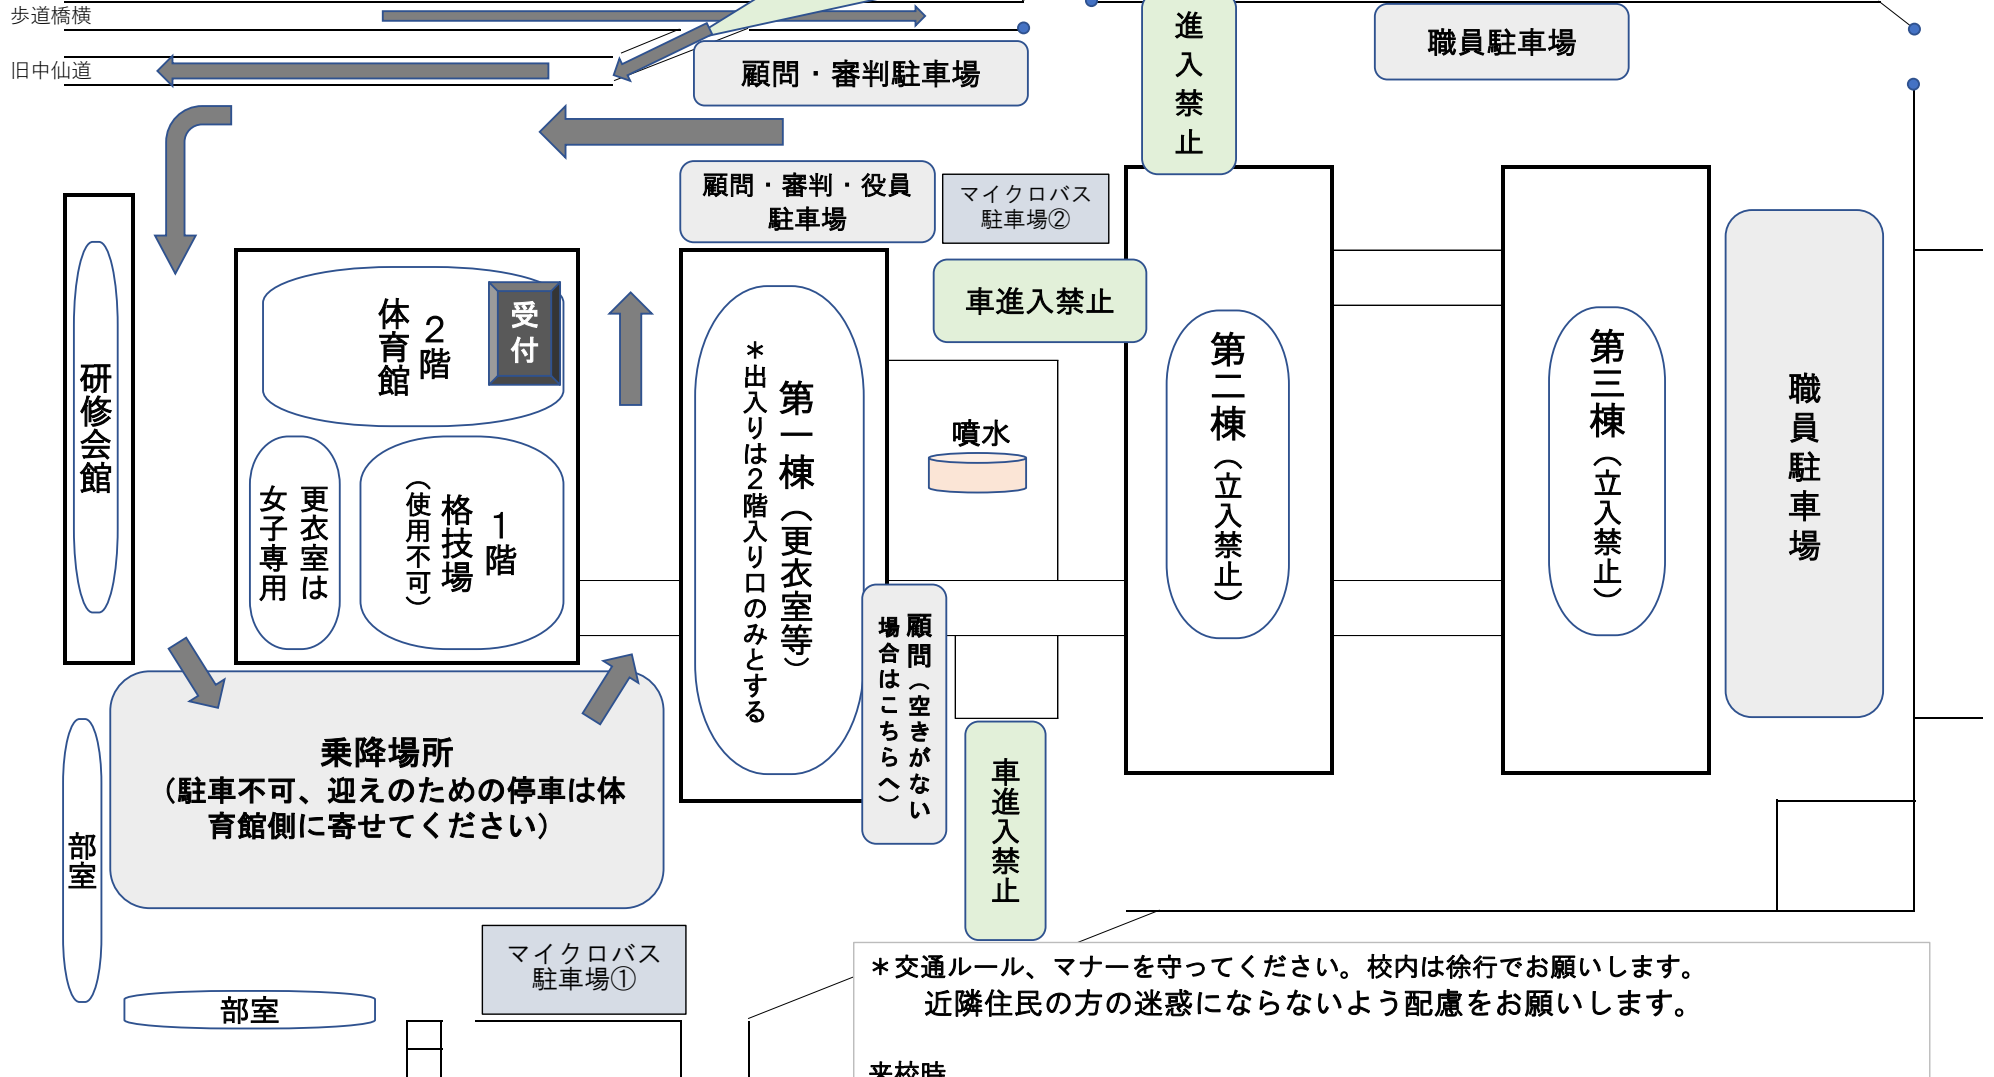 歩道橋横
旧中仙道
顧問・審判駐車場
進入禁止
職員駐車場
顧問・審判・役員
駐車場
マイクロバス
駐車場②
車進入禁止
研修会館
２階
体育館
受付
１階
格技場
（使用不可）
更衣室は
女子専用
第一棟（更衣室等）
＊出入りは２階入り口のみとする
噴水
第二棟（立入禁止）
第三棟（立入禁止）
職員駐車場
顧問（空きがない
場合はこちらへ）
車進入禁止
乗降場所
（駐車不可、迎えのための停車は体
育館側に寄せてください）
部室
部室
マイクロバス
駐車場①
＊交通ルール、マナーを守ってください。校内は徐行でお願いします。
近隣住民の方の迷惑にならないよう配慮をお願いします。
来校時